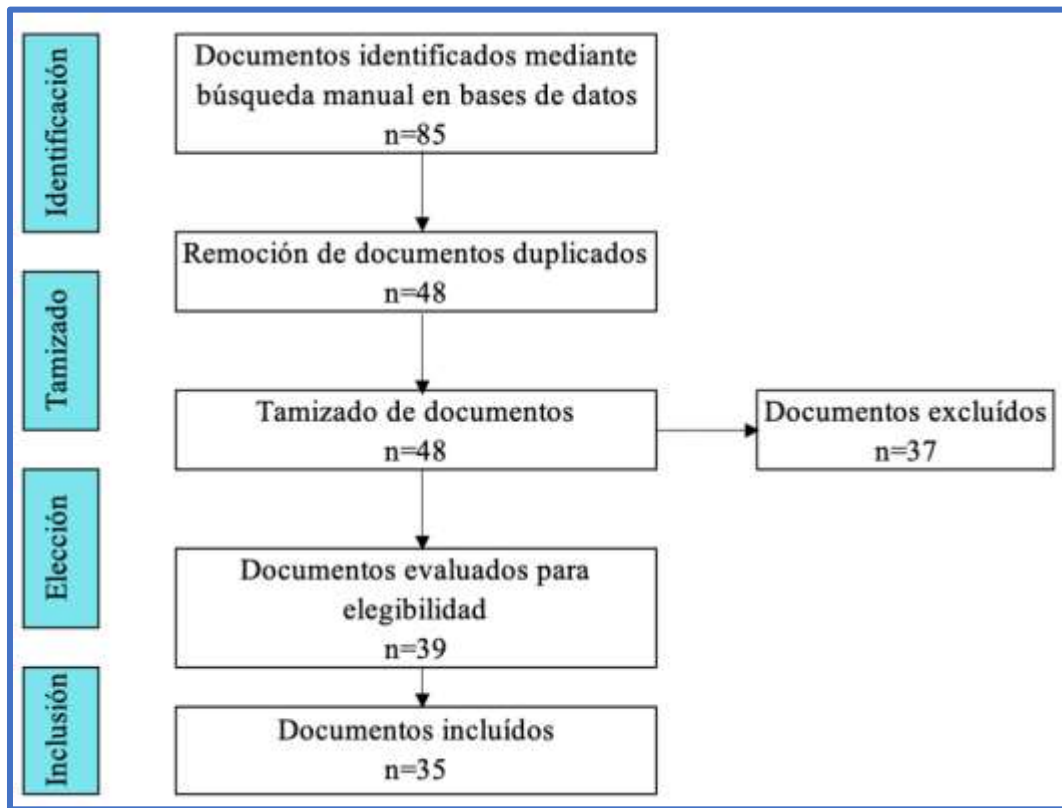 Identificación
Documentos identificados mediante
búsqueda manual en bases de datos
n=85
Remoción de documentos duplicados
n=48
Tamizado
Tamizado de documentos
n=48
Documentos excluídos
n=37
Elección
Documentos evaluados para
elegibilidad
n=39
Inclusión
Documentos incluídos
n=35